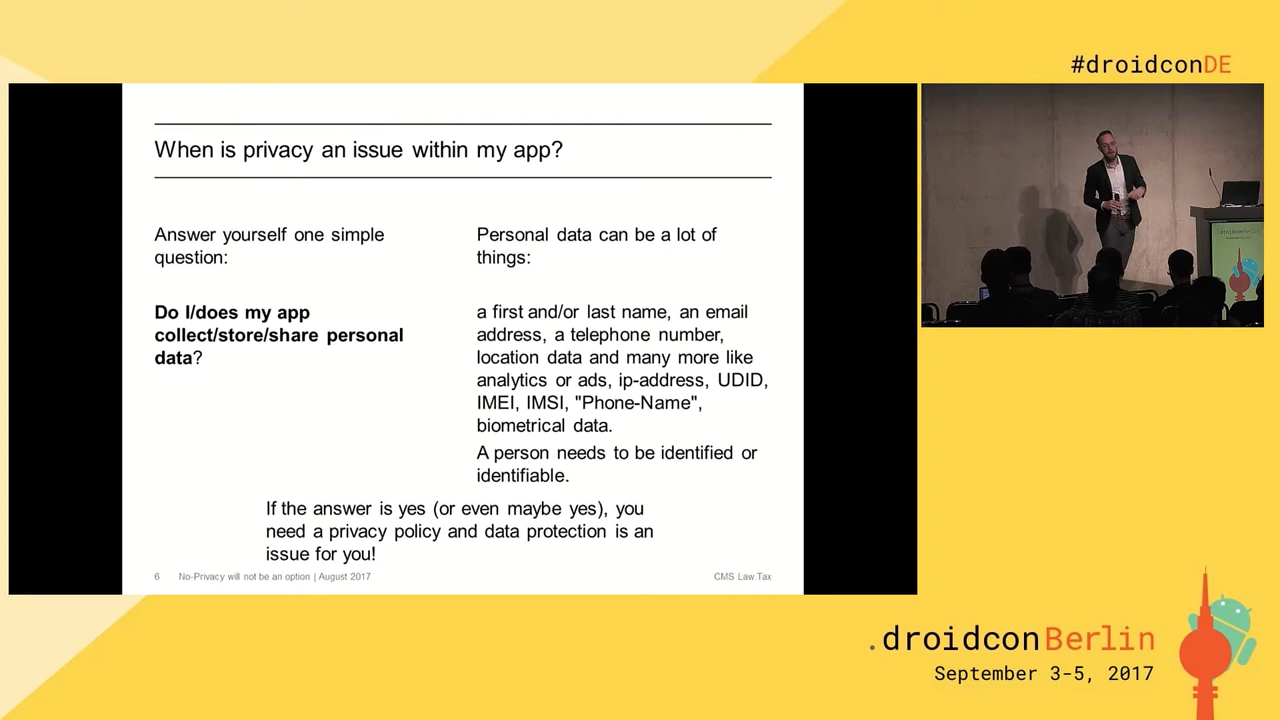 #droidconDE
When is privacy an issue within my app?
Answer yourself one simple
question:
Do I/does my app
collect/store/share personal
data?
Personal data can be a lot of
things:
a first and/or last name, an email
address, a telephone number,
location data and many more like
analytics or ads, ip-address, UDID,
IMEI, IMSI, "Phone-Name",
biometrical data.
A person needs to be identified or
identifiable.
If the answer is yes (or even maybe yes), you
need a privacy policy and data protection is an
issue for you!
6 No-Privacy will not be an option | August 2017 CMS Law.Tax
.droidconBerlin
September 3-5, 2017